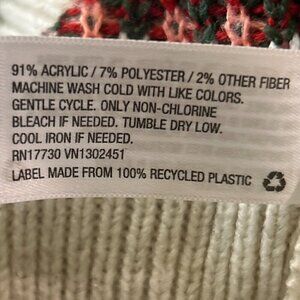 91% ACRYLIC / 7% POLYESTER / 2% OTHER FIBER
MACHINE WASH COLD WITH LIKE COLORS.
GENTLE CYCLE. ONLY NON-CHLORINE
BLEACH IF NEEDED. TUMBLE DRY LOW.
COOL IRON IF NEEDED.
RN17730 VN1302451
LABEL MADE FROM 100% RECYCLED PLASTIC